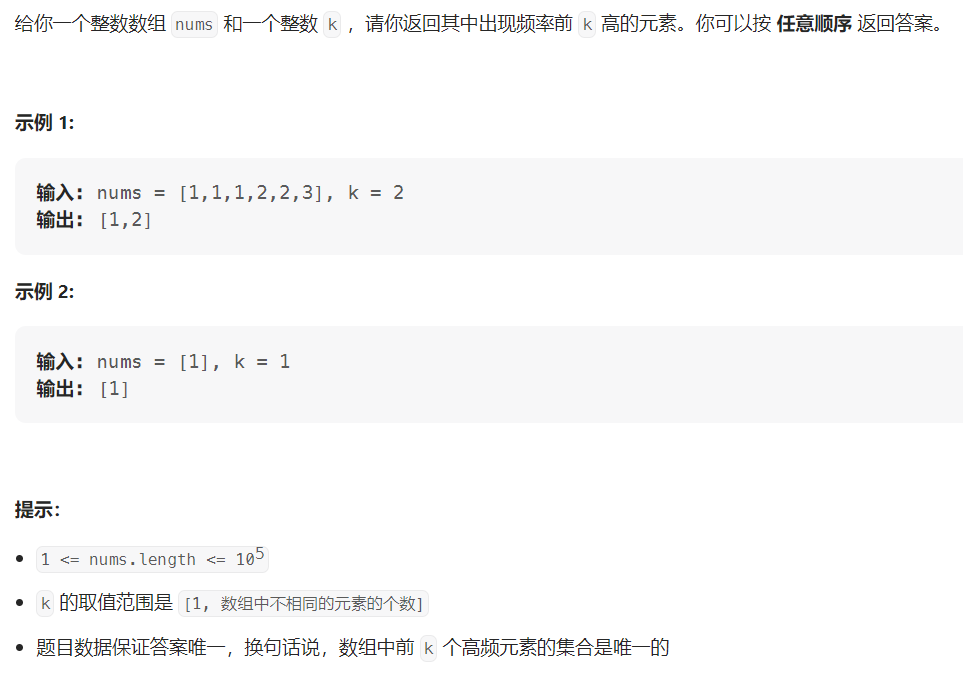 给你一个整数数组 nums 和一个整数 k ，请你返回其中出现频率前 k 高的元素。你可以按 任意顺序 返回答案。
示例 1:
输入: nums = [1,1,1,2,2,3], k = 2
输出: [1,2]
示例 2:
输入: nums = [1], k = 1
输出: [1]
提示：
• 1 <= nums.length <= 10⁵
• k 的取值范围是 [1, 数组中不相同的元素的个数]
• 题目数据保证答案唯一，换句话说，数组中前 k 个高频元素的集合是唯一的